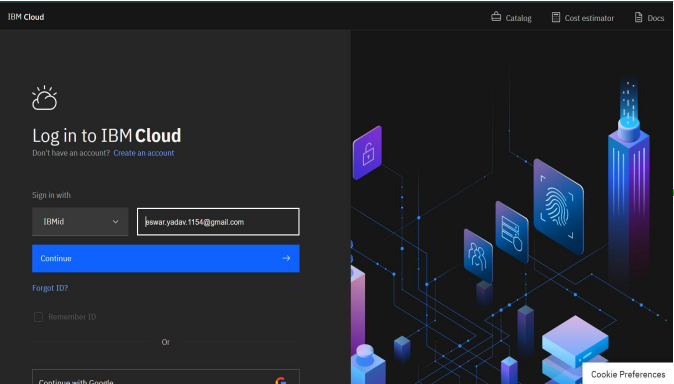 IBM Cloud
Catalog
Cost estimator
Docs
Log in to IBM Cloud
Don't have an account? Create an account
Sign in with
IBMid
eswar.yadav.1154@gmail.com
Continue
Forgot ID?
Remember ID
Or
Continue with Google
Cookie Preferences